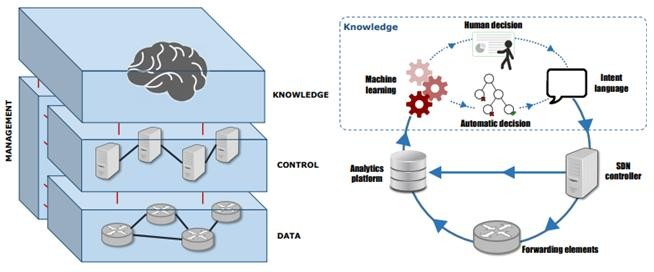 MANAGEMENT
KNOWLEDGE
CONTROL
DATA
Knowledge
Human decision
Machine
learning
Intent
language
Automatic decision
Analytics
platform
SDN
controller
Forwarding elements